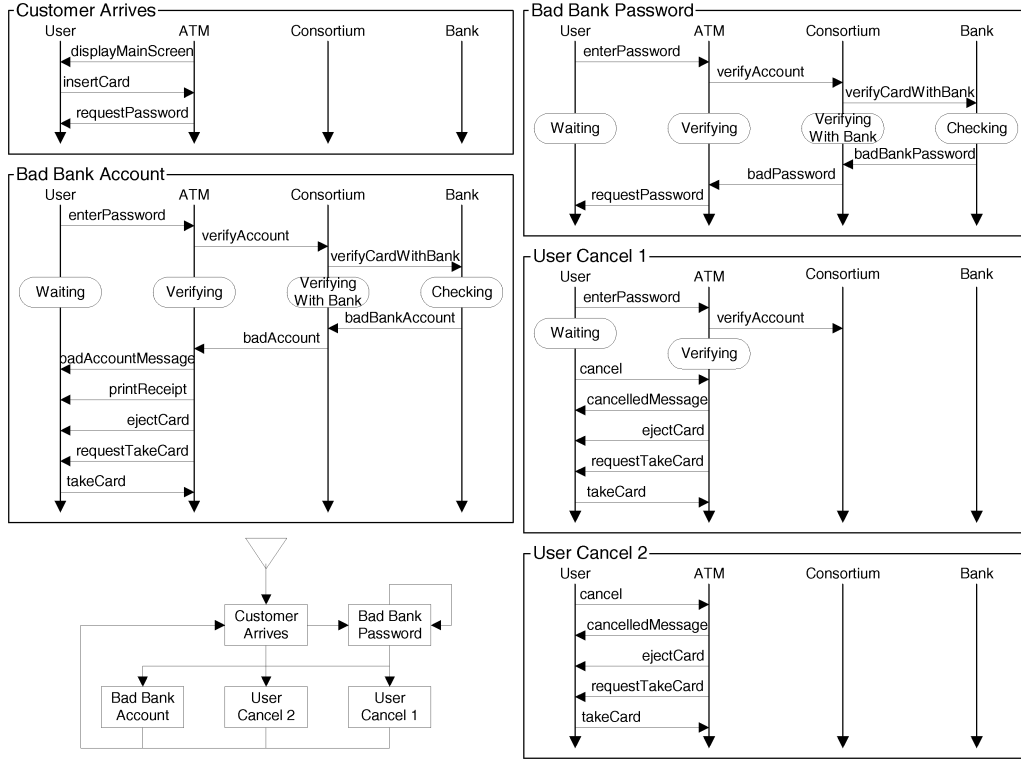 Customer Arrives
User ATM Consortium Bank
displayMainScreen
insertCard
requestPassword
Bad Bank Account
User ATM Consortium Bank
enterPassword
verifyAccount
verifyCardWithBank
Waiting Verifying Verifying Checking
With Bank
badBankAccount
badAccount
badAccountMessage
printReceipt
ejectCard
requestTakeCard
takeCard
Customer
Arrives
Bad Bank
Password
Bad Bank
Account
User
Cancel 2
User
Cancel 1
Bad Bank Password
User ATM Consortium Bank
enterPassword
verifyAccount
verifyCardWithBank
Waiting Verifying Verifying Checking
With Bank
badBankPassword
badPassword
requestPassword
User Cancel 1
User ATM Consortium Bank
enterPassword
verifyAccount
Waiting
Verifying
cancel
cancelledMessage
ejectCard
requestTakeCard
takeCard
User Cancel 2
User ATM Consortium Bank
cancel
cancelledMessage
ejectCard
requestTakeCard
takeCard